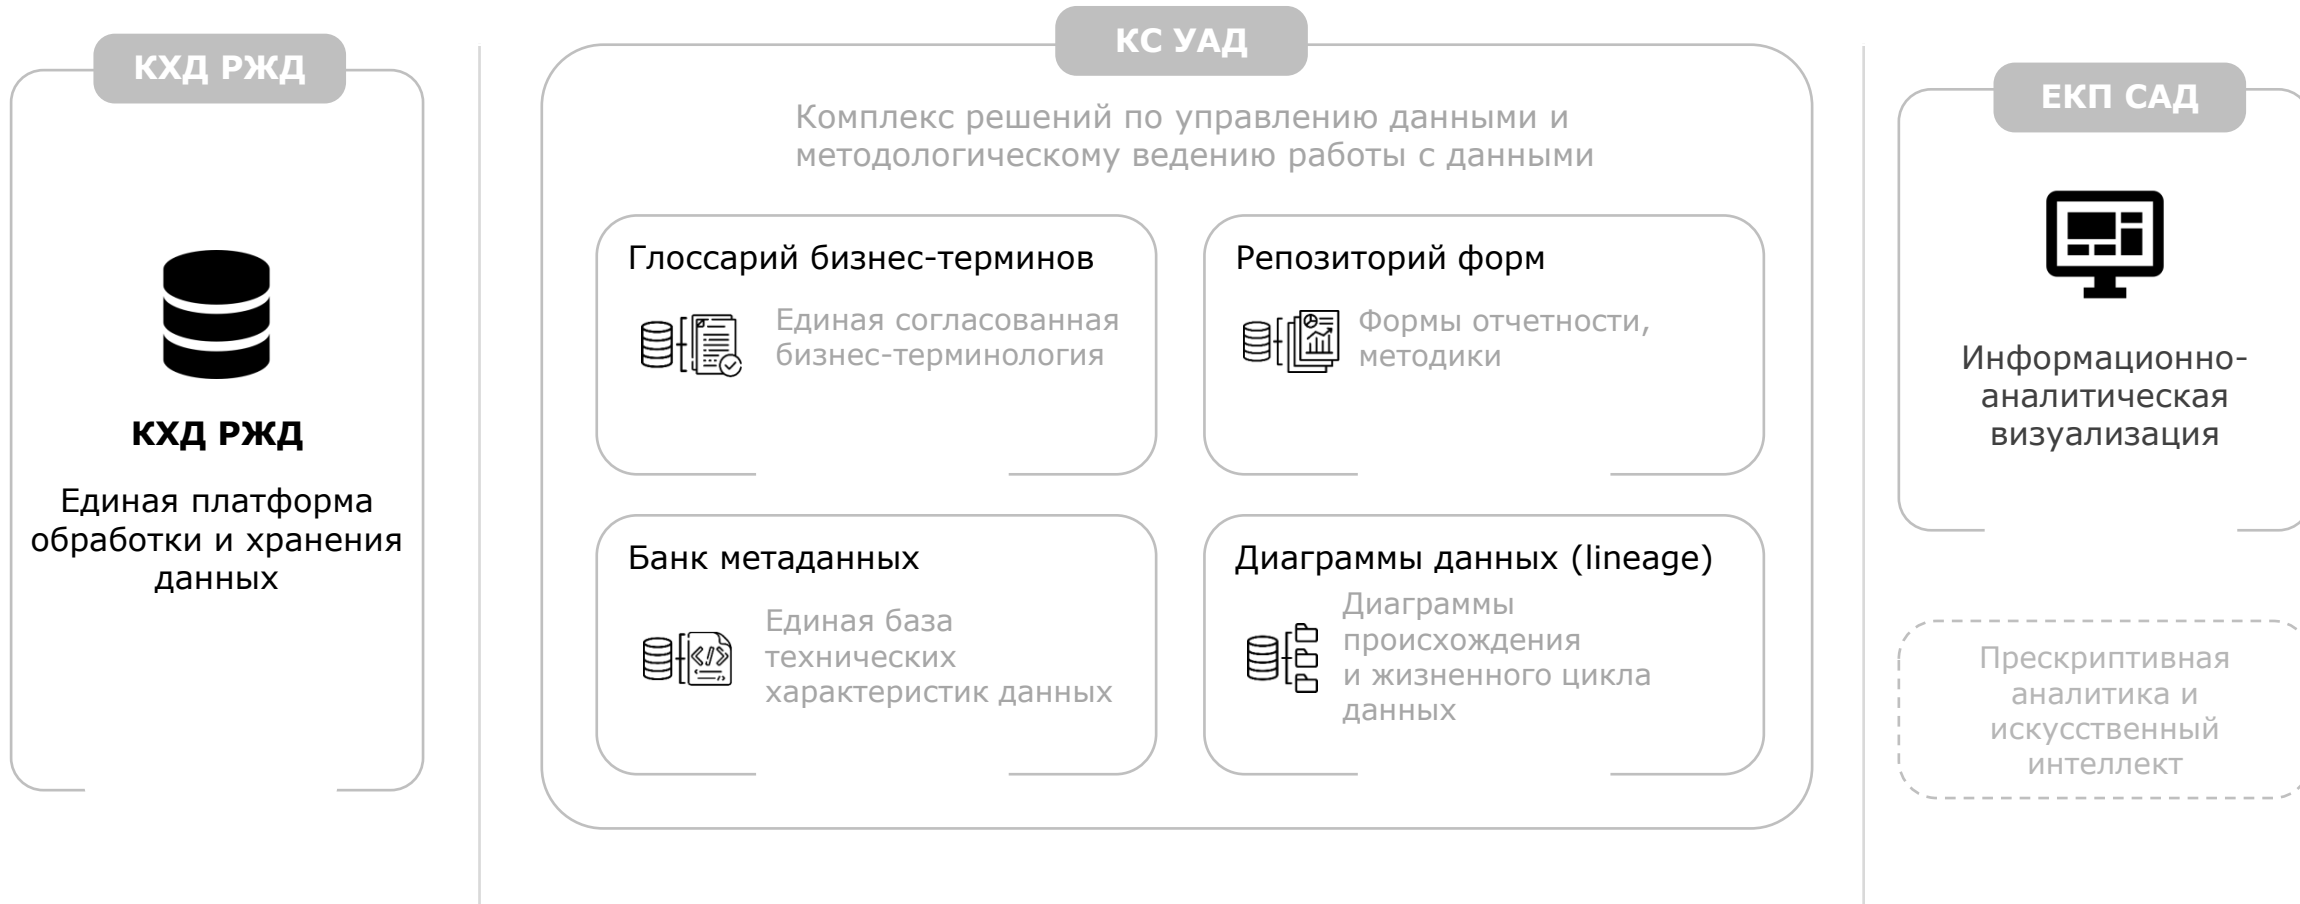 КХД РЖД
КХД РЖД
Единая платформа
обработки и хранения
данных
КС УАД
Комплекс решений по управлению данными и
методологическому ведению работы с данными
Глоссарий бизнес-терминов
Единая согласованная
бизнес-терминология
Репозиторий форм
Формы отчетности,
методики
Банк метаданных
Единая база
технических
характеристик данных
Диаграммы данных (lineage)
Диаграммы
происхождения
и жизненного цикла
данных
ЕКП САД
Информационно-
аналитическая
визуализация
Прескриптивная
аналитика и
искусственный
интеллект